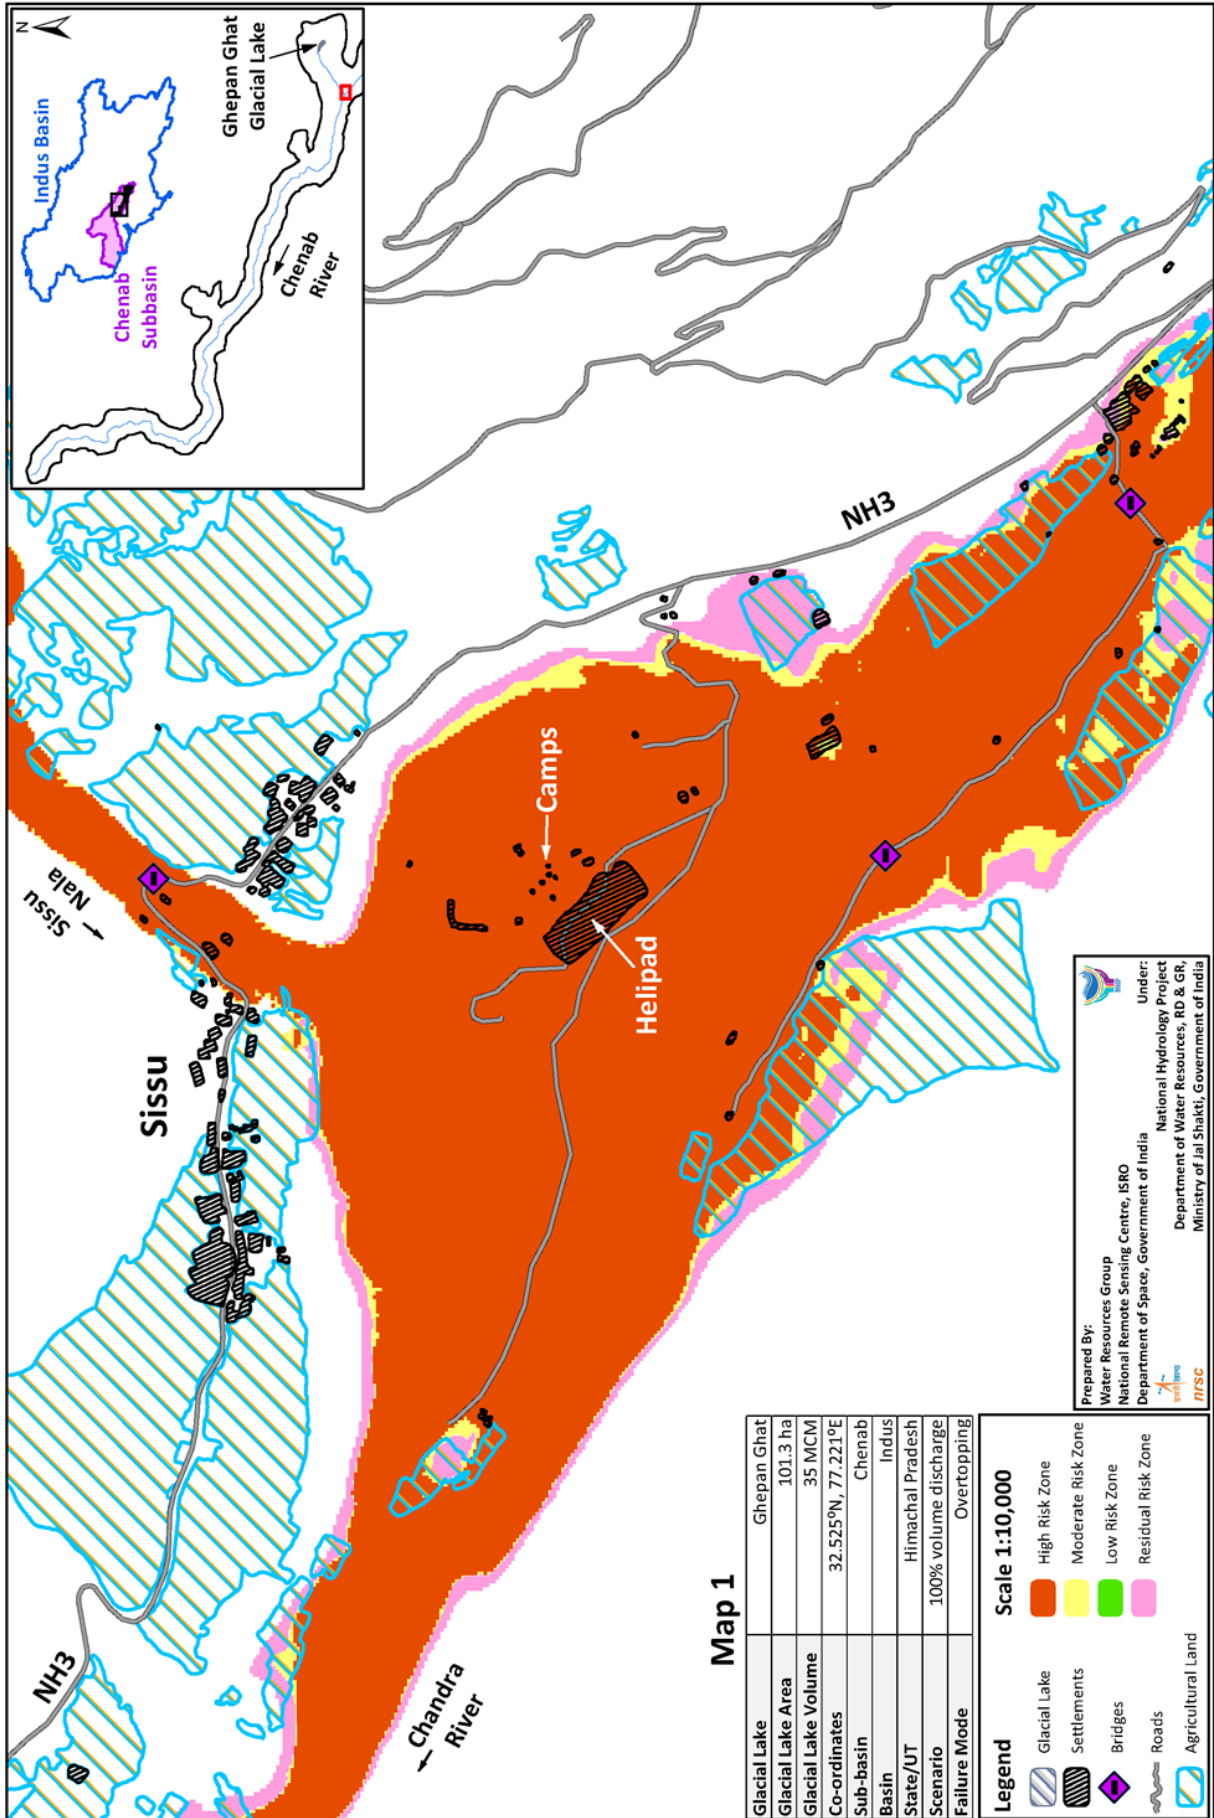 N
Indus Basin
Chenab
Subbasin
Ghepan Ghat
Glacial Lake
Chenab
River
Sissu
Nala
Sissu
NH3
NH3
Camps
Helipad
Chandra
River
Map 1
Glacial Lake Ghepan Ghat
Glacial Lake Area 101.3 ha
Glacial Lake Volume 35 MCM
Co-ordinates 32.525⁰N, 77.221⁰E
Sub-basin Chenab
Basin Indus
State/UT Himachal Pradesh
Scenario 100% volume discharge
Failure Mode Overtopping
Legend
Scale 1:10,000
Glacial Lake
Settlements
Bridges
Roads
Agricultural Land
High Risk Zone
Moderate Risk Zone
Low Risk Zone
Residual Risk Zone
Prepared By:
Water Resources Group
National Remote Sensing Centre, ISRO
Department of Space, Government of India
nrsc
Under:
National Hydrology Project
Department of Water Resources, RD & GR,
Ministry of Jal Shakti, Government of India